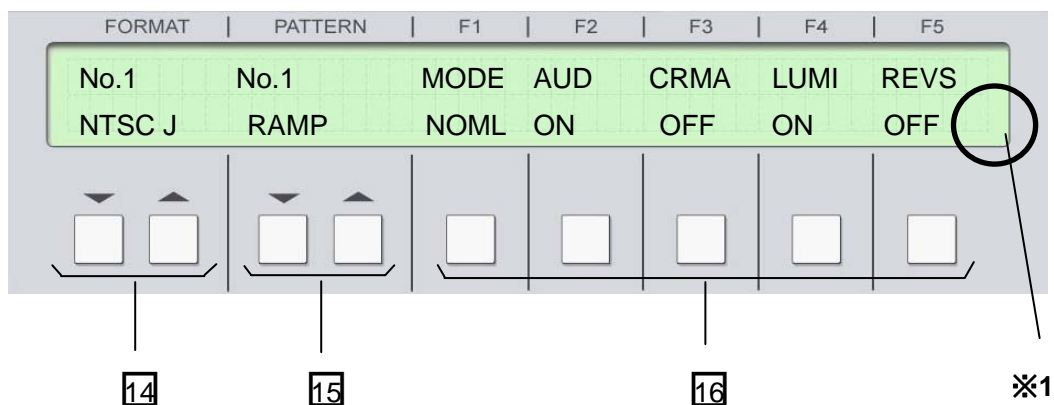 FORMAT PATTERN F1 F2 F3 F4 F5
No.1 No.1 MODE AUD CRMA LUMI REVS
NTSC J RAMP NOML ON OFF ON OFF
14 15 16 ※1